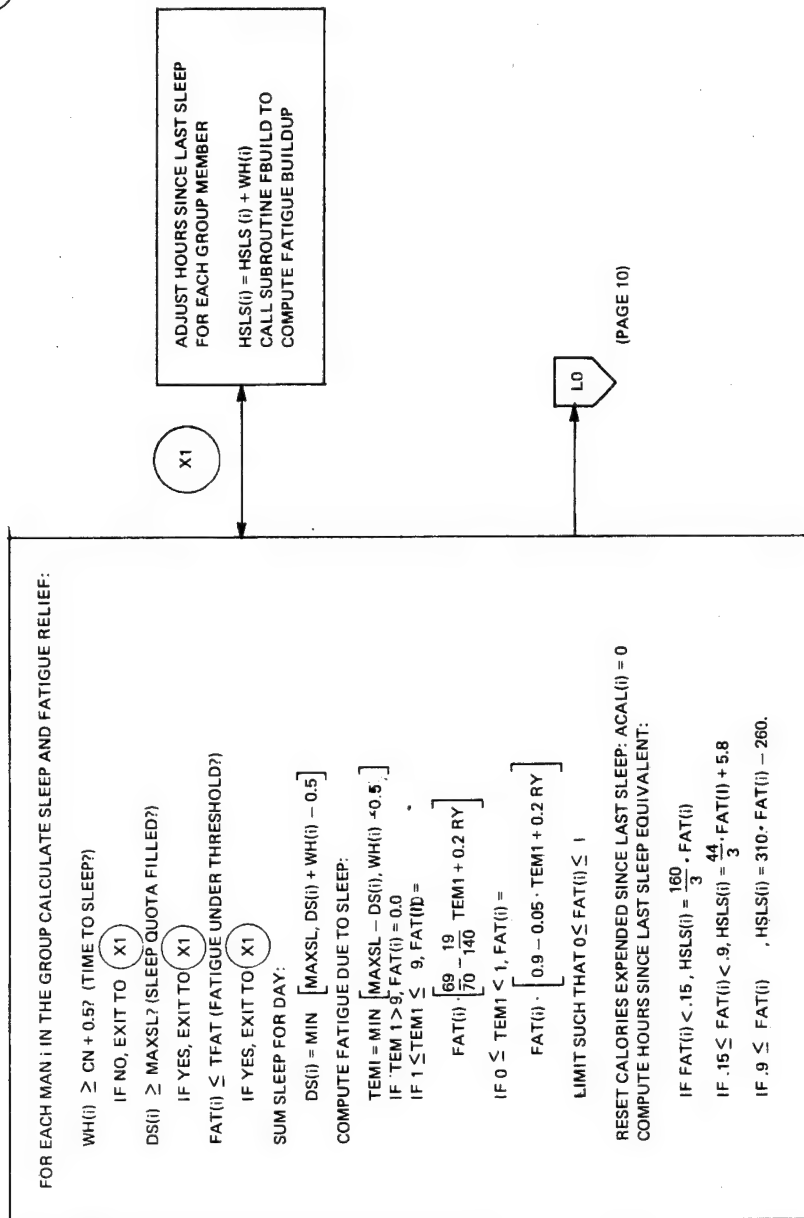 FOR EACH MAN i IN THE GROUP CALCULATE SLEEP AND FATIGUE RELIEF:
WH(i) ≥ CN + 0.5? (TIME TO SLEEP?)
IF NO, EXIT TO X1
DS(i) ≥ MAXSL? (SLEEP QUOTA FILLED?)
IF YES, EXIT TO X1
FAT(i) ≤ TFAT (FATIGUE UNDER THRESHOLD?)
IF YES, EXIT TO X1
SUM SLEEP FOR DAY:
DS(i) = MIN [MAXSL, DS(i) + WH(i) − 0.5]
COMPUTE FATIGUE DUE TO SLEEP:
TEMI = MIN [MAXSL − DS(i), WH(i) − 0.5]
IF TEM 1 > 9, FAT(i) = 0.0
IF 1 ≤ TEM1 ≤ 9, FAT(i) =
FAT(i) · [69/70 − 19/140 TEM1 + 0.2 RY]
IF 0 ≤ TEM1 < 1, FAT(i) =
FAT(i) · [0.9 − 0.05 · TEM1 + 0.2 RY]
LIMIT SUCH THAT 0 ≤ FAT(i) ≤ 1
RESET CALORIES EXPENDED SINCE LAST SLEEP: ACAL(i) = 0
COMPUTE HOURS SINCE LAST SLEEP EQUIVALENT:
IF FAT(i) < .15, HSLS(i) = 160/3 · FAT(i)
IF .15 ≤ FAT(i) < .9, HSLS(i) = 44/3 · FAT(I) + 5.8
IF .9 ≤ FAT(i) , HSLS(i) = 310. · FAT(i) − 260.
X1
ADJUST HOURS SINCE LAST SLEEP
FOR EACH GROUP MEMBER
HSLS(i) = HSLS (i) + WH(i)
CALL SUBROUTINE FBUILD TO
COMPUTE FATIGUE BUILDUP
L0
(PAGE 10)